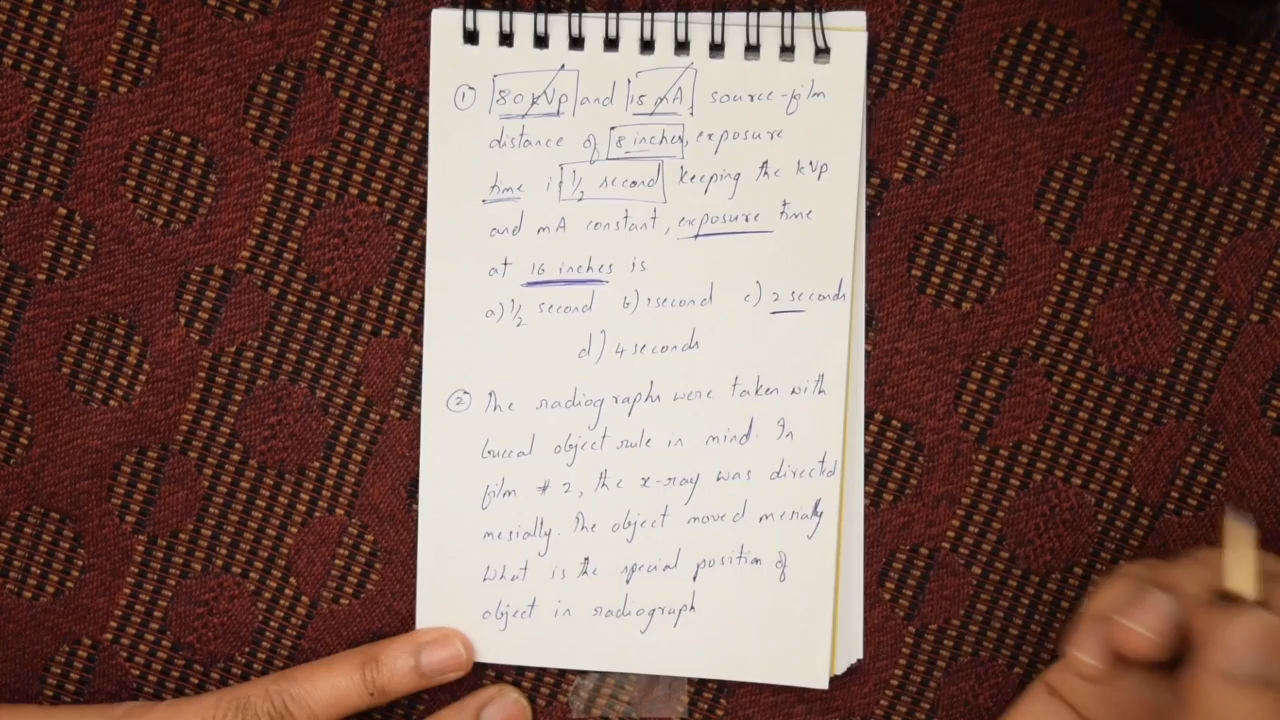 ① 80 kVp and 15 mA, source-film
distance of 8 inches, exposure
time is 1/2 second keeping the kVp
and mA constant, exposure time
at 16 inches is
a) 1/2 second b) 1 second c) 2 seconds
d) 4 seconds
② The radiographs were taken with
buccal object rule in mind. In
film # 2, the x-ray was directed
mesially. The object moved mesially
What is the special position of
object in radiograph